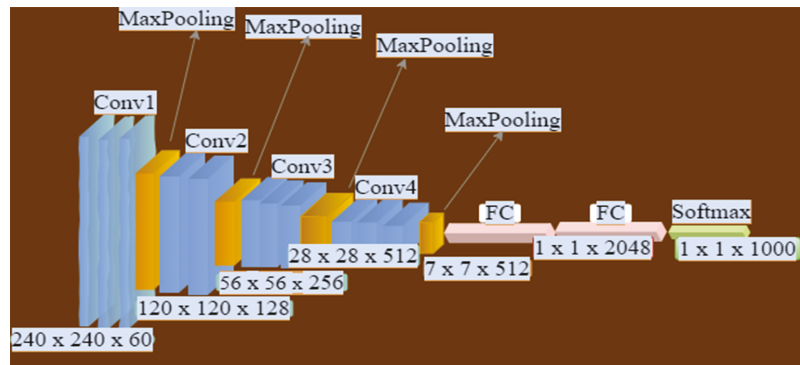 MaxPooling
MaxPooling
MaxPooling
Conv1
MaxPooling
Conv2
Conv3
Conv4
FC
FC
Softmax
28 x 28 x 512
1 x 1 x 2048
1 x 1 x 1000
7 x 7 x 512
56 x 56 x 256
120 x 120 x 128
240 x 240 x 60